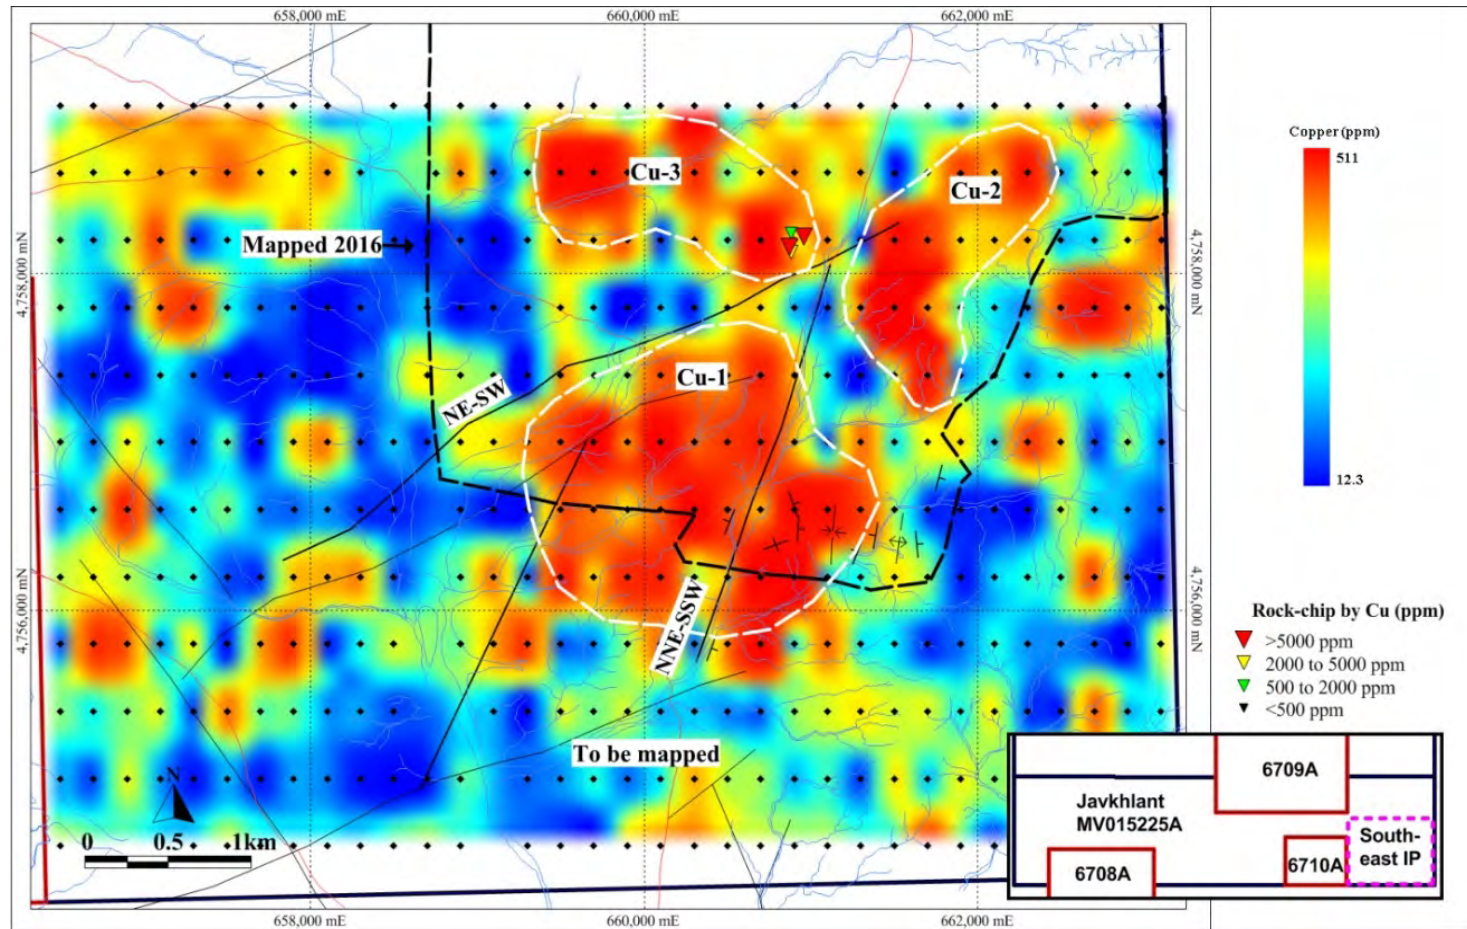 658,000 mE
660,000 mE
662,000 mE
Cu-3
Cu-2
Mapped 2016
4,758,000 mN
4,758,000 mN
Cu-1
NE-SW
4,756,000 mN
4,756,000 mN
NNE-SSW
To be mapped
N
0 0.5 1km
658,000 mE
660,000 mE
662,000 mE
Copper (ppm)
511
12.3
Rock-chip by Cu (ppm)
>5000 ppm
2000 to 5000 ppm
500 to 2000 ppm
<500 ppm
6709A
Javkhlant
MV015225A
South-
east IP
6710A
6708A